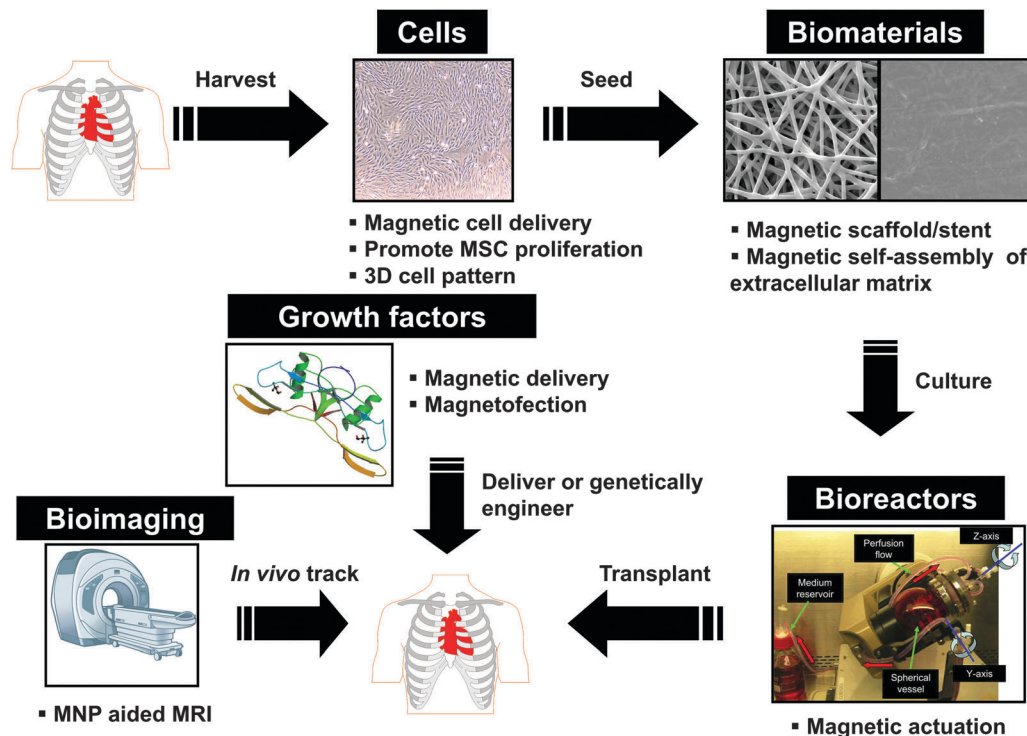 Cells
Biomaterials
Harvest
Seed
▪ Magnetic cell delivery
▪ Promote MSC proliferation
▪ 3D cell pattern
▪ Magnetic scaffold/stent
▪ Magnetic self-assembly of
extracellular matrix
Growth factors
▪ Magnetic delivery
▪ Magnetofection
Culture
Deliver or genetically
engineer
Bioimaging
Bioreactors
In vivo track
Transplant
Perfusion
flow
Z-axis
Medium
reservoir
Spherical
vessel
Y-axis
▪ MNP aided MRI
▪ Magnetic actuation